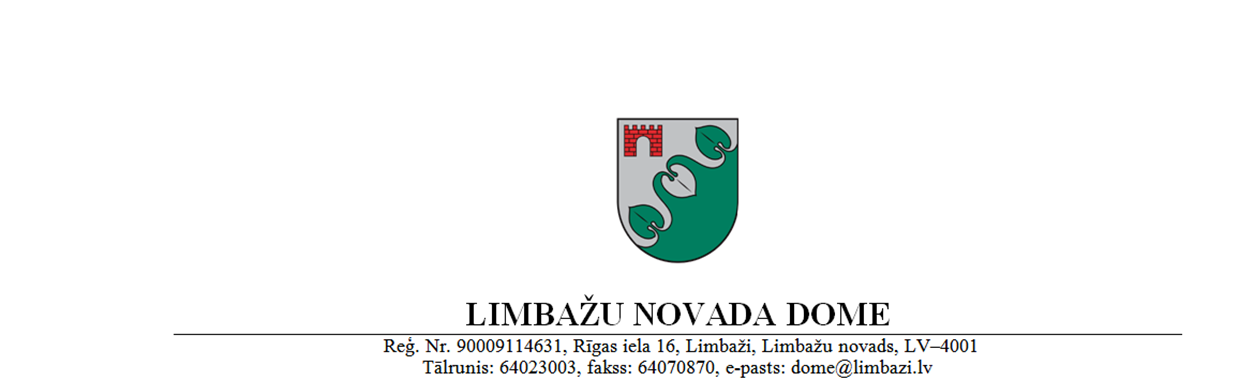 LIMBAŽU NOVADA DOME
Reģ. Nr. 90009114631, Rīgas iela 16, Limbaži, Limbažu novads, LV–4001
Tālrunis: 64023003, fakss: 64070870, e-pasts: dome@limbazi.lv